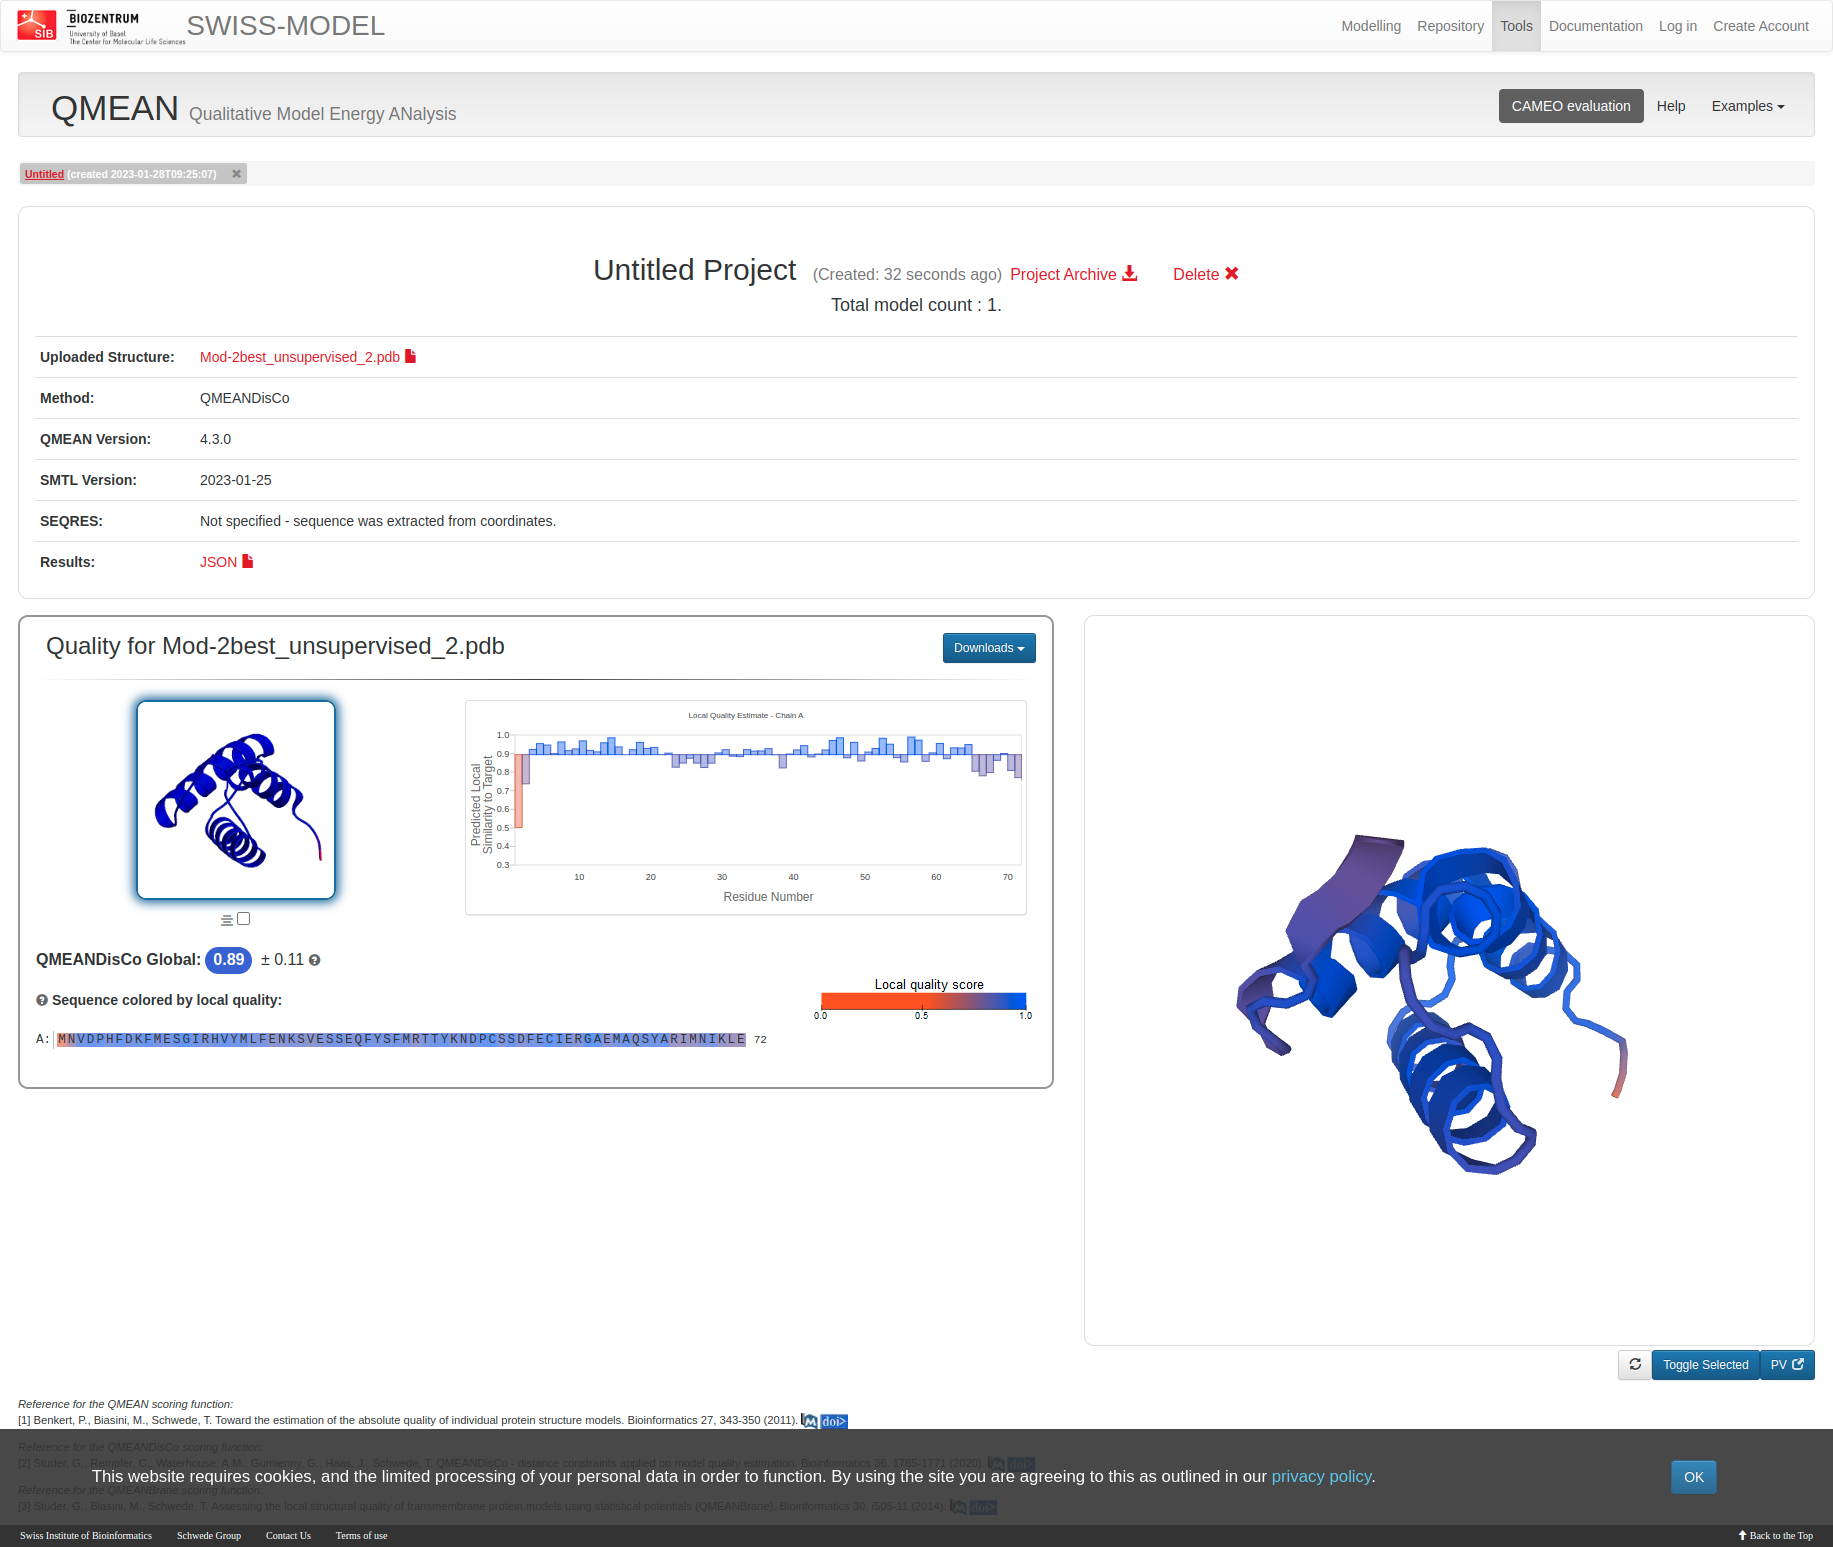 SIB
BIOZENTRUM
University of Basel
The Center for Molecular Life Sciences
SWISS-MODEL
Modelling Repository Tools Documentation Log in Create Account
QMEAN Qualitative Model Energy ANalysis
CAMEO evaluation Help Examples
Untitled (created 2023-01-28T09:25:07)
Untitled Project (Created: 32 seconds ago) Project Archive Delete
Total model count : 1.
Uploaded Structure: Mod-2best_unsupervised_2.pdb
Method: QMEANDisCo
QMEAN Version: 4.3.0
SMTL Version: 2023-01-25
SEQRES: Not specified - sequence was extracted from coordinates.
Results: JSON
Quality for Mod-2best_unsupervised_2.pdb
Downloads
Local Quality Estimate - Chain A
Predicted Local
Similarity to Target
1.0
0.9
0.8
0.7
0.6
0.5
0.4
0.3
10 20 30 40 50 60 70
Residue Number
QMEANDisCo Global: 0.89 ± 0.11
Sequence colored by local quality:
Local quality score
0.0 0.5 1.0
A: MNVDPHFDKFMESGIRHVYMLFENKSVESSEQFYSFMRTTYKNDPCSSDFECIERGAEMAQSYARIMNIKLE 72
Toggle Selected
PV
Reference for the QMEAN scoring function:
[1] Benkert, P., Biasini, M., Schwede, T. Toward the estimation of the absolute quality of individual protein structure models. Bioinformatics 27, 343-350 (2011). M doi>
Reference for the QMEANDisCo scoring function:
[2] Studer, G., Rempfer, C., Waterhouse, A.M., Gumienny, G., Haas, J., Schwede, T. QMEANDisCo - distance constraints applied on model quality estimation. Bioinformatics 36, 1765-1771 (2020). M doi>
This website requires cookies, and the limited processing of your personal data in order to function. By using the site you are agreeing to this as outlined in our privacy policy.
OK
Reference for the QMEANBrane scoring function:
[3] Studer, G., Biasini, M., Schwede, T. Assessing the local structural quality of transmembrane protein models using statistical potentials (QMEANBrane). Bioinformatics 30, i505-11 (2014). M doi>
Swiss Institute of Bioinformatics Schwede Group Contact Us Terms of use
Back to the Top